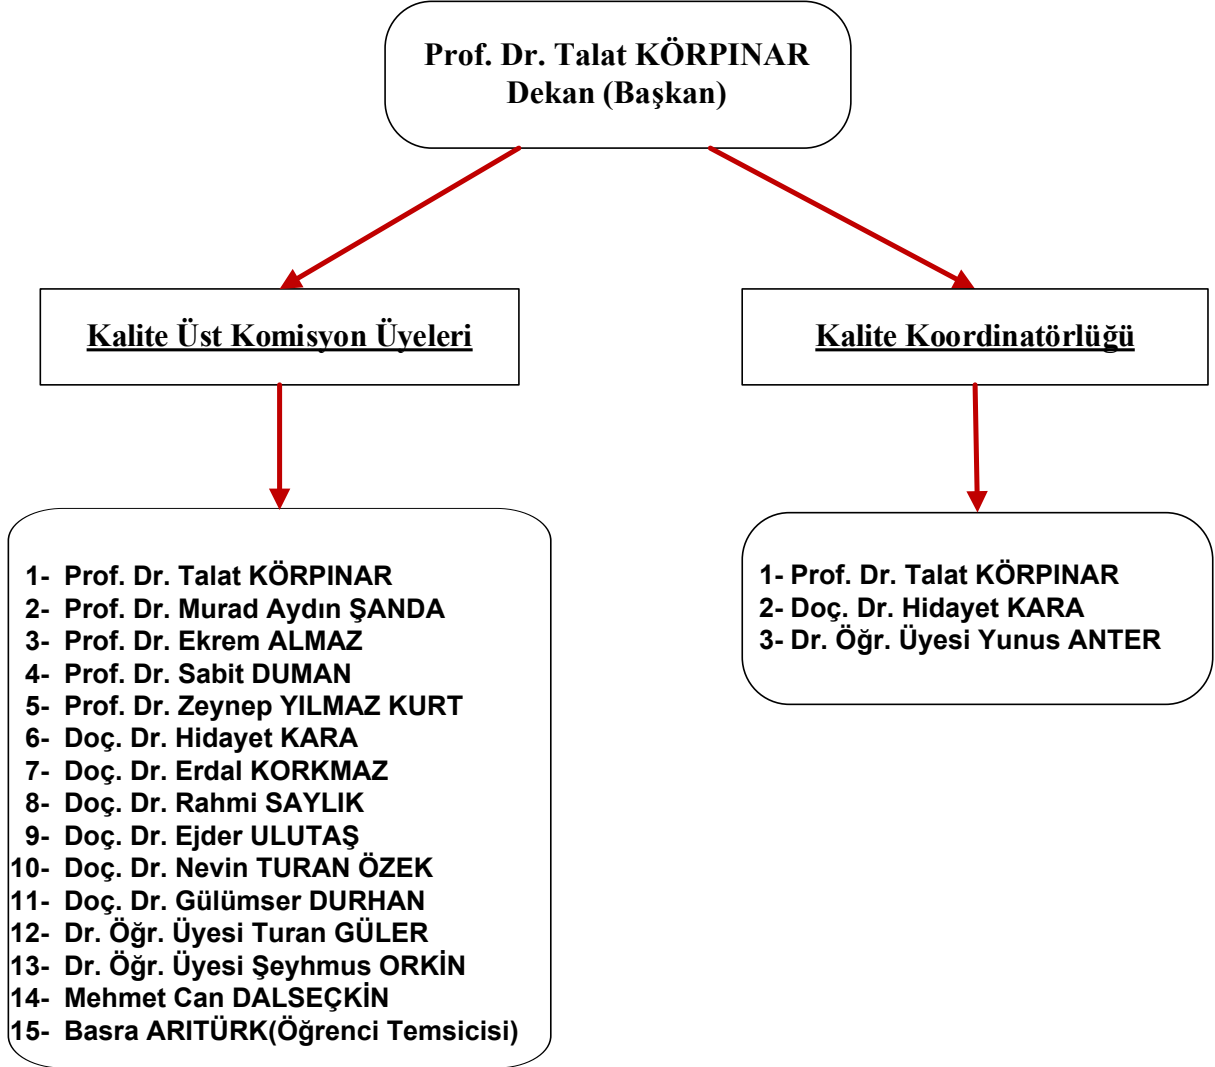 Prof. Dr. Talat KÖRPINAR
Dekan (Başkan)
Kalite Üst Komisyon Üyeleri
Kalite Koordinatörlüğü
1- Prof. Dr. Talat KÖRPINAR
2- Prof. Dr. Murad Aydın ŞANDA
3- Prof. Dr. Ekrem ALMAZ
4- Prof. Dr. Sabit DUMAN
5- Prof. Dr. Zeynep YILMAZ KURT
6- Doç. Dr. Hidayet KARA
7- Doç. Dr. Erdal KORKMAZ
8- Doç. Dr. Rahmi SAYLIK
9- Doç. Dr. Ejder ULUTAŞ
10- Doç. Dr. Nevin TURAN ÖZEK
11- Doç. Dr. Gülümser DURHAN
12- Dr. Öğr. Üyesi Turan GÜLER
13- Dr. Öğr. Üyesi Şeyhmus ORKİN
14- Mehmet Can DALSEÇKİN
15- Basra ARITÜRK(Öğrenci Temsicisi)
1- Prof. Dr. Talat KÖRPINAR
2- Doç. Dr. Hidayet KARA
3- Dr. Öğr. Üyesi Yunus ANTER